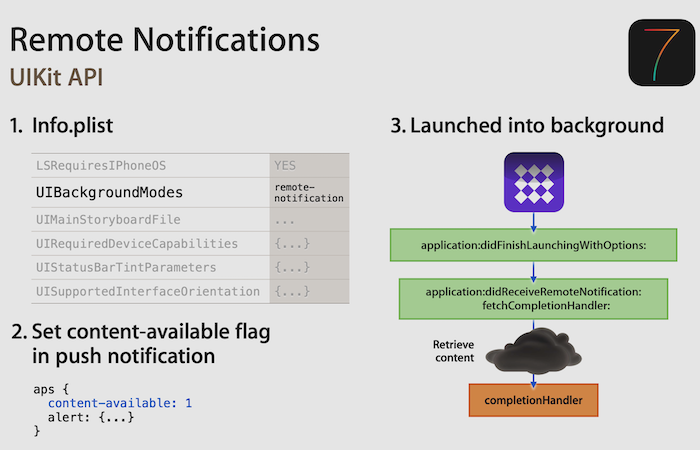 Remote Notifications
UIKit API
7
1. Info.plist
LSRequiresIPhoneOS YES
UIBackgroundModes remote-
notification
UIMainStoryboardFile ...
UIRequiredDeviceCapabilities {...}
UIStatusBarTintParameters {...}
UISupportedInterfaceOrientation {...}
2. Set content-available flag
in push notification
aps {
content-available: 1
alert: {...}
}
3. Launched into background
application:didFinishLaunchingWithOptions:
application:didReceiveRemoteNotification:
fetchCompletionHandler:
Retrieve
content
completionHandler